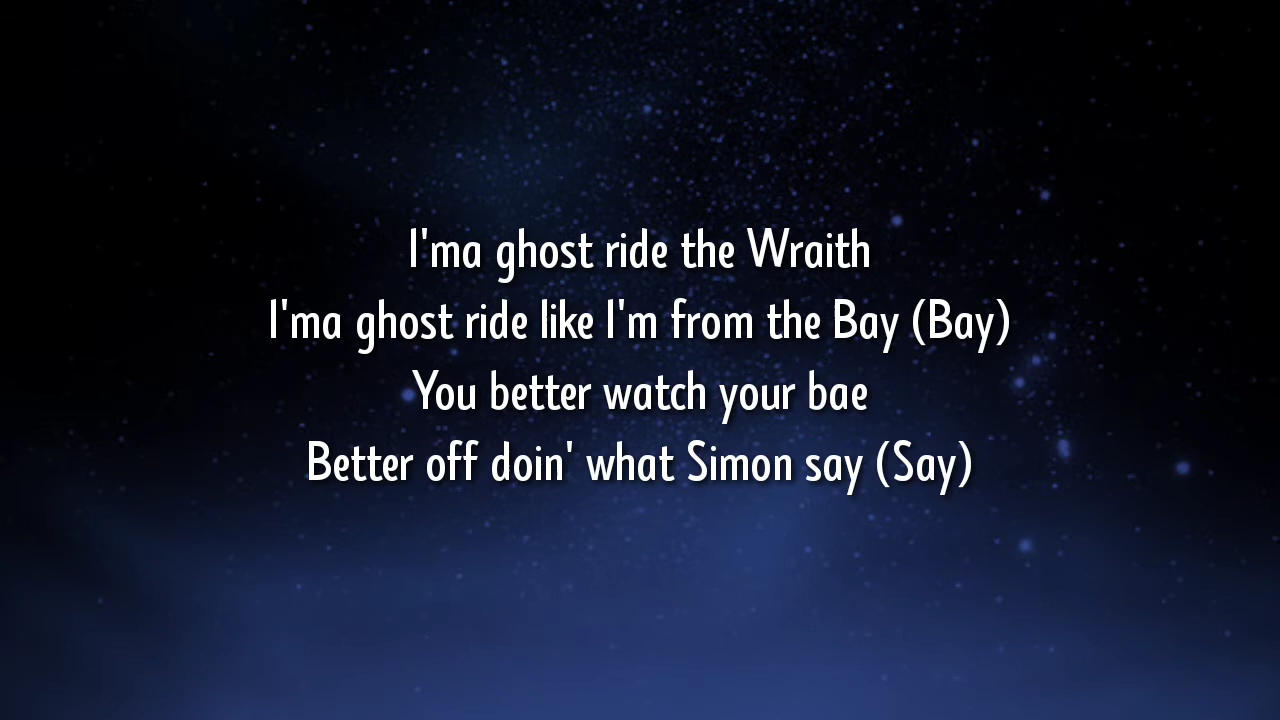 I'ma ghost ride the Wraith
I'ma ghost ride like I'm from the Bay (Bay)
You better watch your bae
Better off doin' what Simon say (Say)